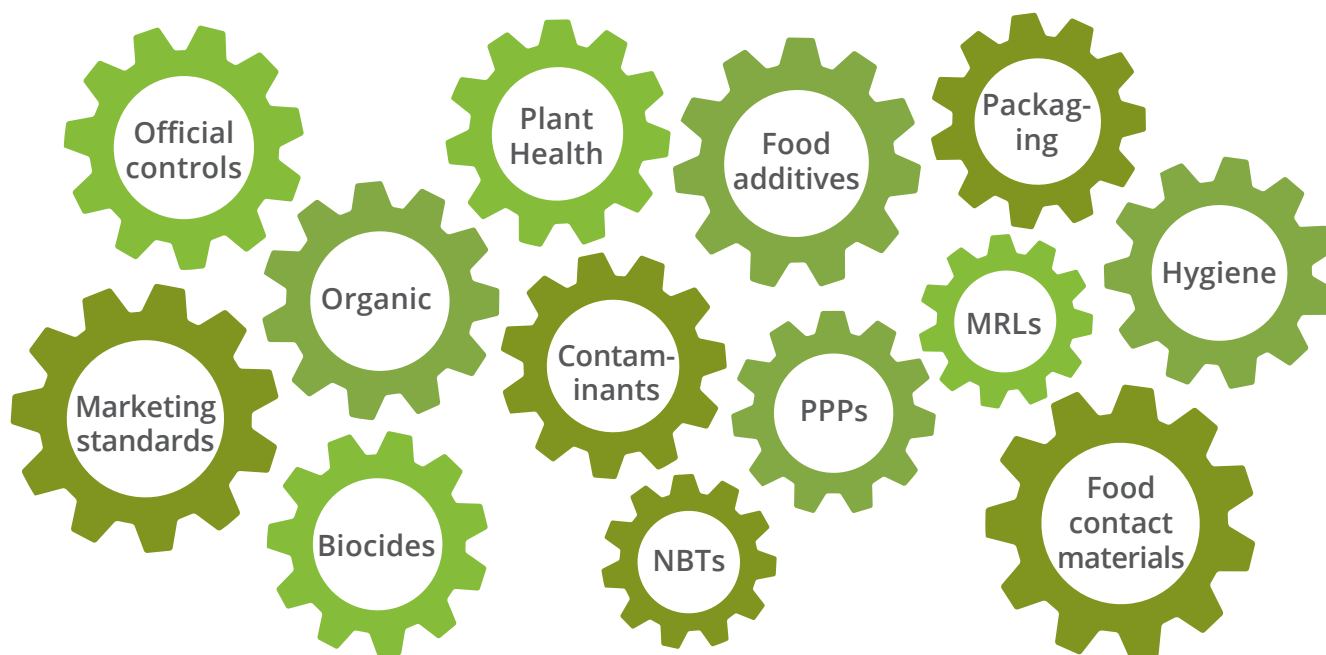 Official
controls
Plant
Health
Food
additives
Packag-
ing
Organic
Hygiene
MRLs
Contam-
inants
Marketing
standards
PPPs
Biocides
NBTs
Food
contact
materials